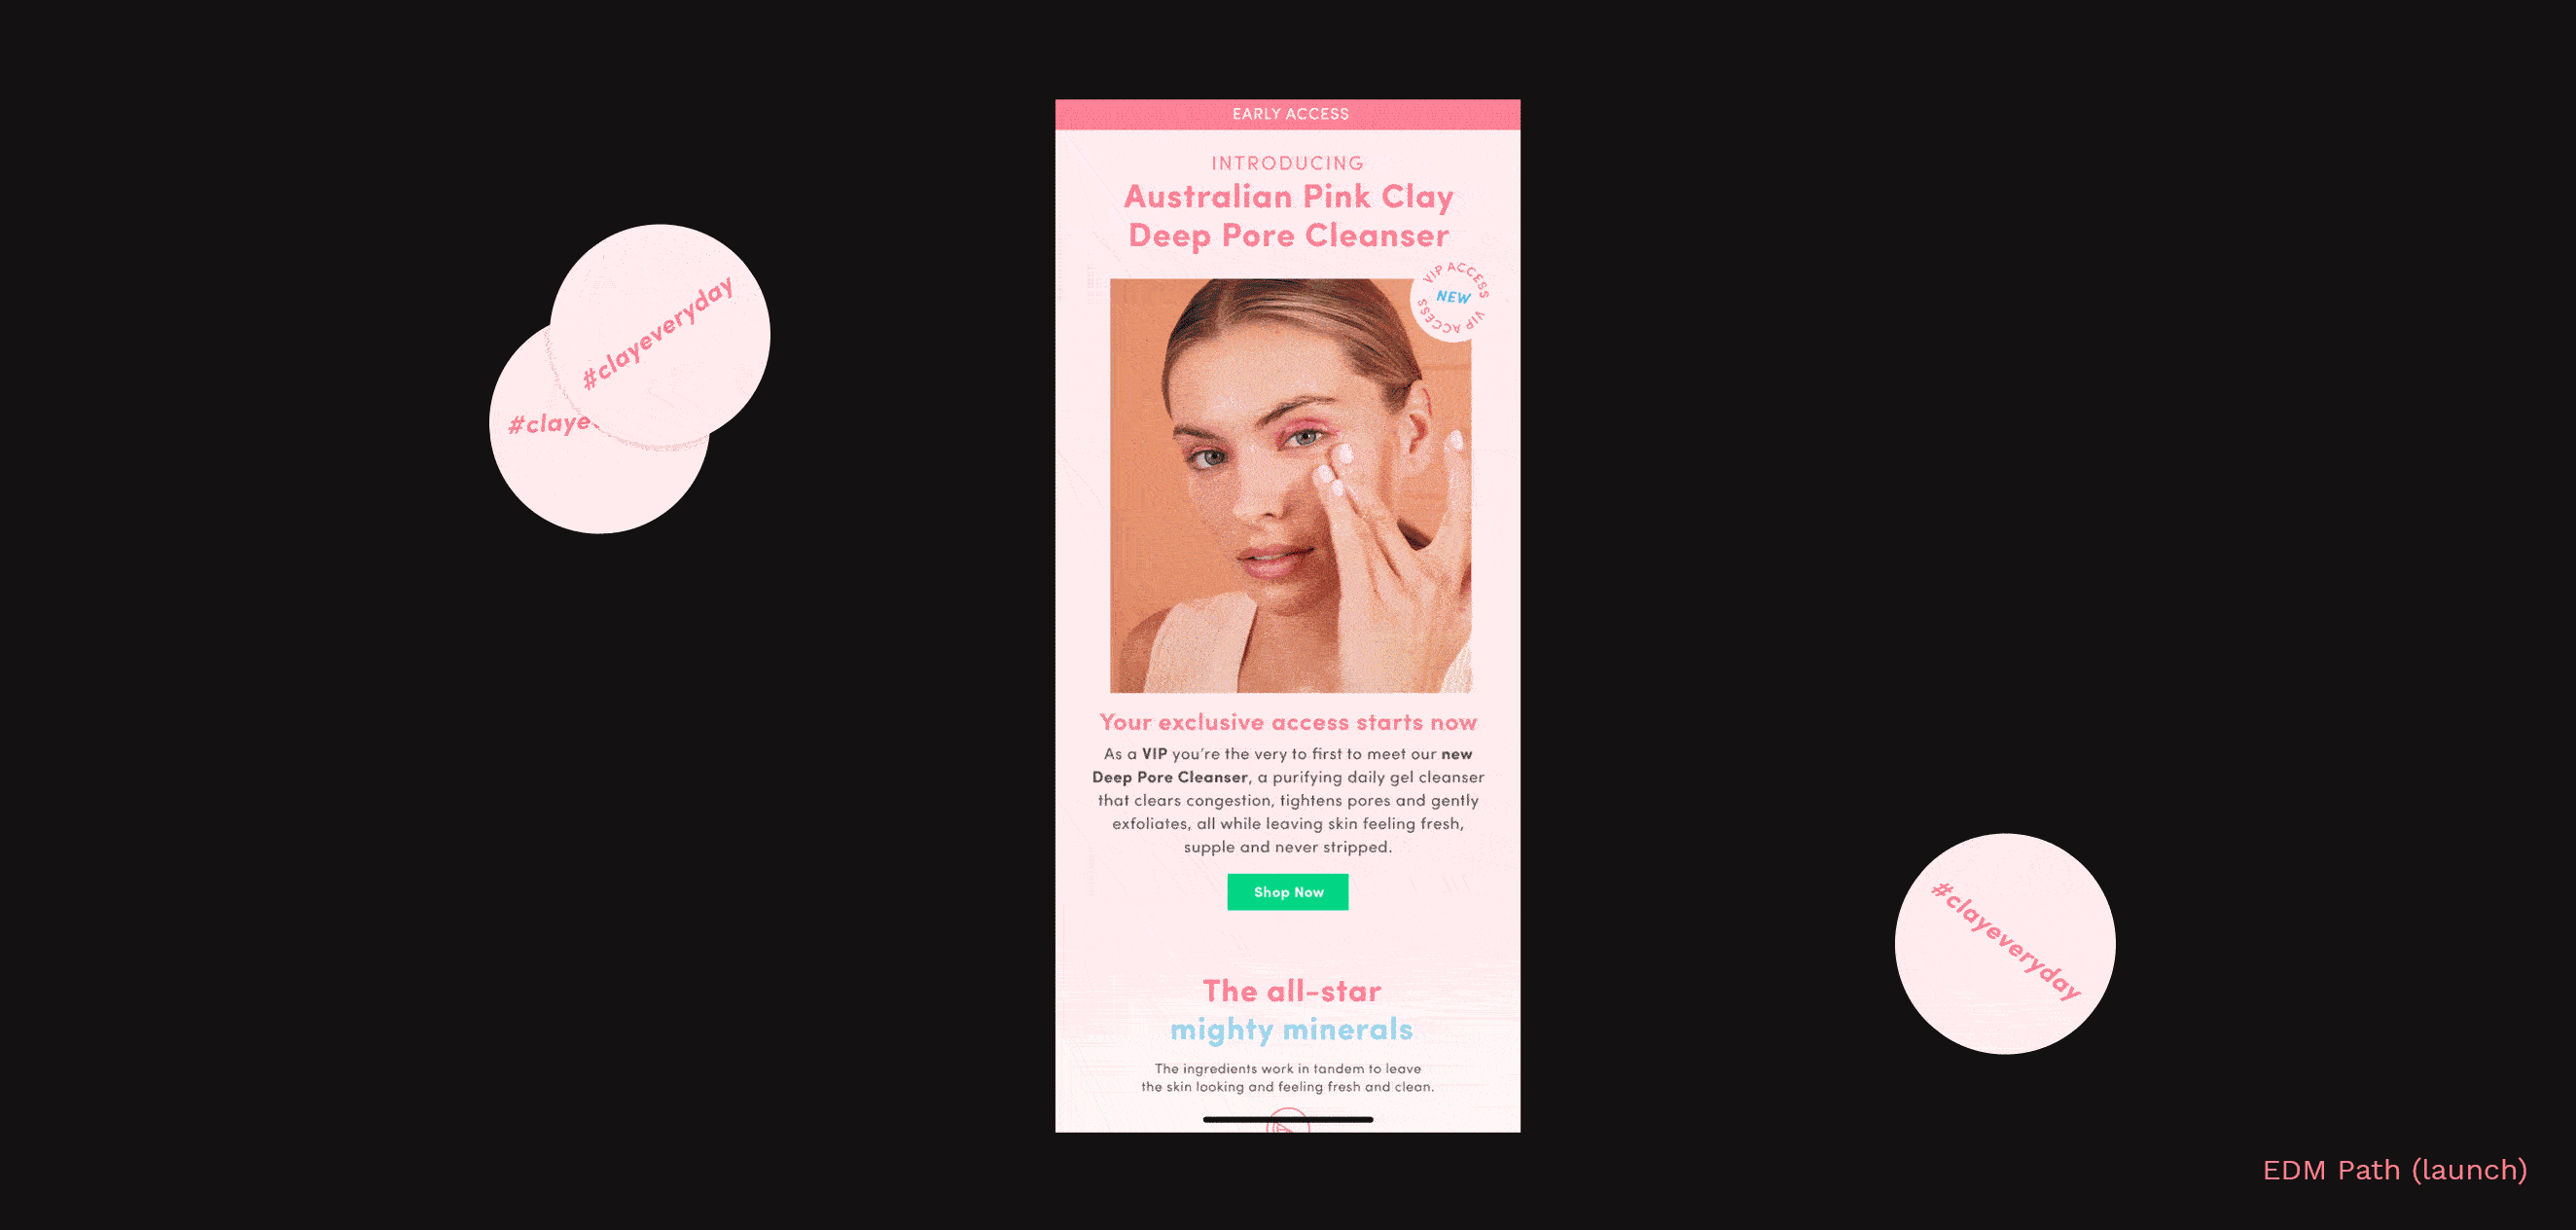 EARLY ACCESS
INTRODUCING
Australian Pink Clay
Deep Pore Cleanser
VIP ACCESS VIP ACCESS
NEW
#clayeveryday
#claye
Your exclusive access starts now
As a VIP you're the very to first to meet our new
Deep Pore Cleanser, a purifying daily gel cleanser
that clears congestion, tightens pores and gently
exfoliates, all while leaving skin feeling fresh,
supple and never stripped.
Shop Now
#clayeveryday
The all-star
mighty minerals
The ingredients work in tandem to leave
the skin looking and feeling fresh and clean.
EDM Path (launch)